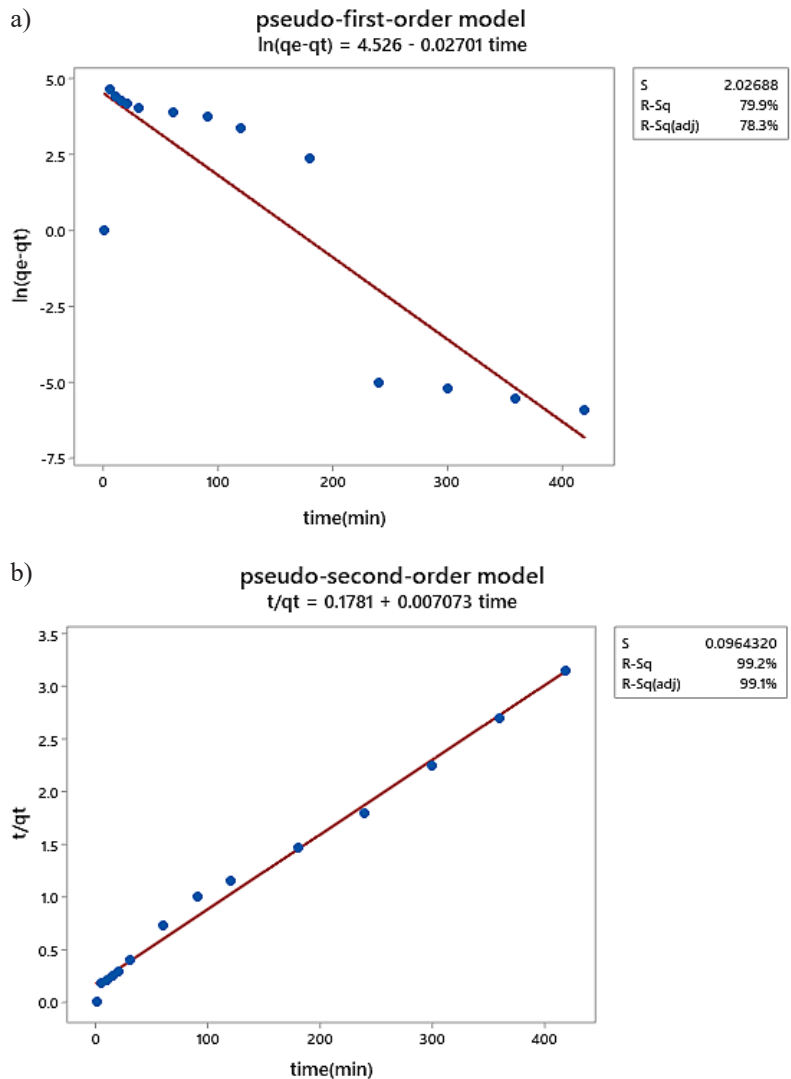 a)
pseudo-first-order model
ln(qe-qt) = 4.526 - 0.02701 time
S 2.02688
R-Sq 79.9%
R-Sq(adj) 78.3%
5.0
2.5
0.0
-2.5
-5.0
-7.5
ln(qe-qt)
0 100 200 300 400
time(min)
b)
pseudo-second-order model
t/qt = 0.1781 + 0.007073 time
S 0.0964320
R-Sq 99.2%
R-Sq(adj) 99.1%
3.5
3.0
2.5
2.0
1.5
1.0
0.5
0.0
t/qt
0 100 200 300 400
time(min)